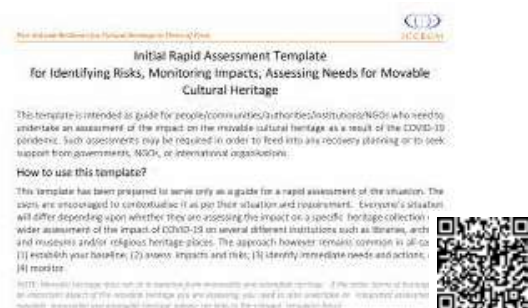 ICCROM
Initial Rapid Assessment Template
for Identifying Risks, Monitoring Impacts, Assessing Needs for Movable
Cultural Heritage
This template is intended as guide for people/communities/authorities/institutions/NGOs who need to
undertake an assessment of the impact on the movable cultural heritage as a result of the COVID-19
pandemic. Such assessments may be required in order to feed into any recovery planning or to seek
support from governments, NGOs, or international organisations.
How to use this template?
This template has been prepared to serve only as a guide for a rapid assessment of the situation. The
users are encouraged to contextualise it as per their situation and requirement. Everyone's situation
will differ depending upon whether they are assessing the impact on a specific heritage collection
wider assessment of the impact of COVID-19 on several different institutions such as libraries,
and museums and/or religious heritage places. The approach however remains common in all
(1) establish your baseline; (2) assess impacts and risks; (3) identify immediate needs and actions;
(4) monitor.